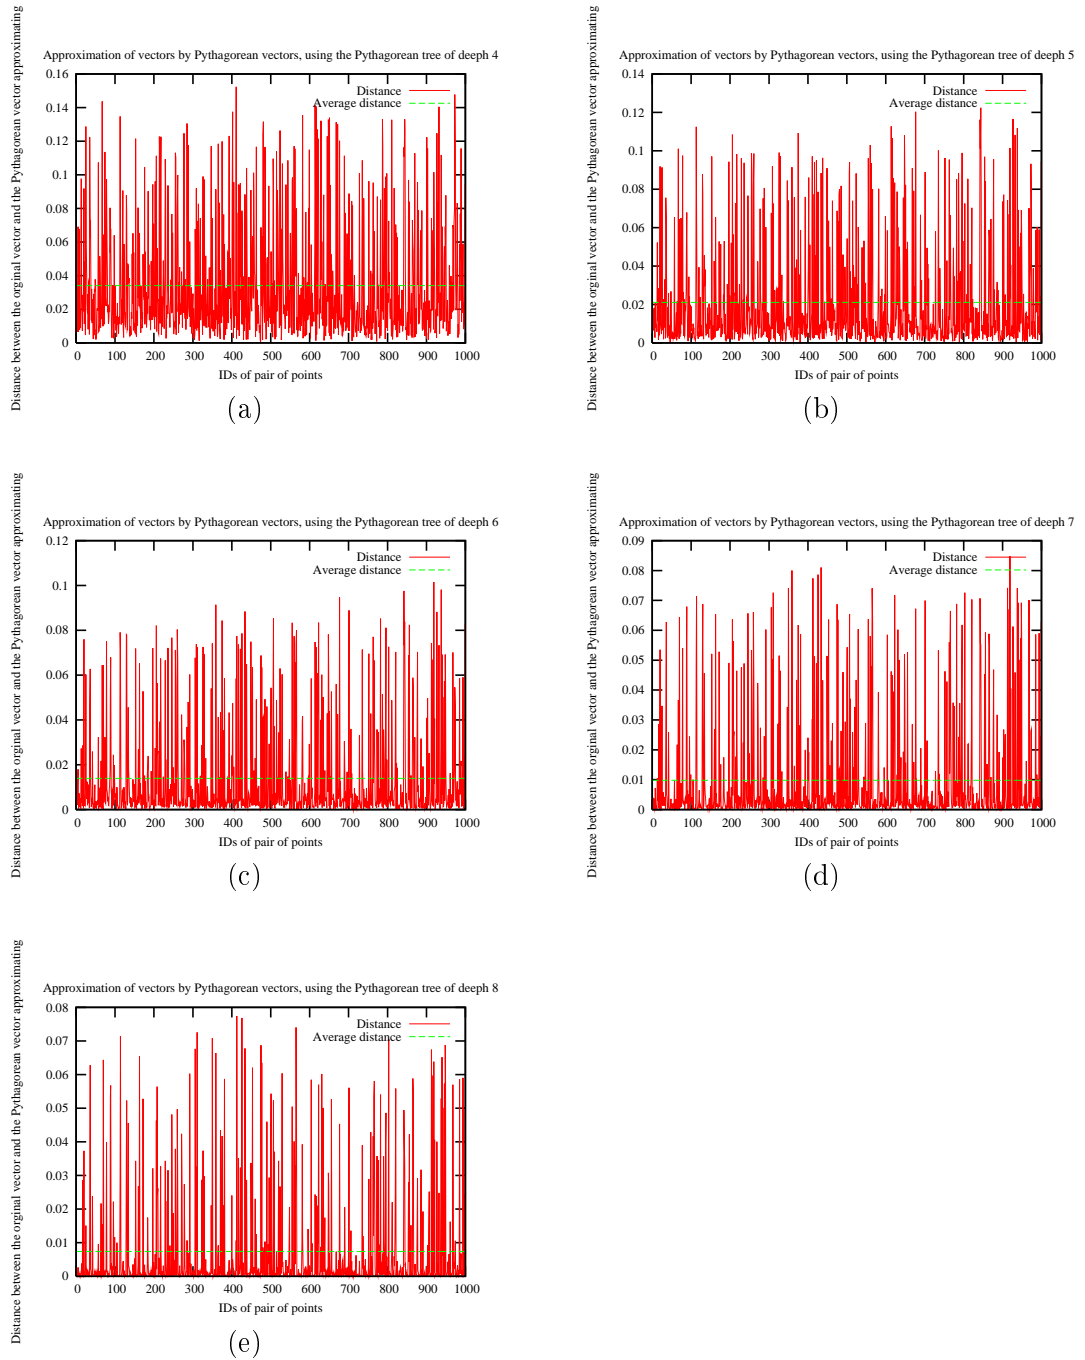 Approximation of vectors by Pythagorean vectors, using the Pythagorean tree of deeph 4
Distance between the orginal vector and the Pythagorean vector approximating
Distance
Average distance
0.16
0.14
0.12
0.1
0.08
0.06
0.04
0.02
0
0 100 200 300 400 500 600 700 800 900 1000
IDs of pair of points
(a)
Approximation of vectors by Pythagorean vectors, using the Pythagorean tree of deeph 5
Distance between the orginal vector and the Pythagorean vector approximating
Distance
Average distance
0.14
0.12
0.1
0.08
0.06
0.04
0.02
0
0 100 200 300 400 500 600 700 800 900 1000
IDs of pair of points
(b)
Approximation of vectors by Pythagorean vectors, using the Pythagorean tree of deeph 6
Distance between the orginal vector and the Pythagorean vector approximating
Distance
Average distance
0.12
0.1
0.08
0.06
0.04
0.02
0
0 100 200 300 400 500 600 700 800 900 1000
IDs of pair of points
(c)
Approximation of vectors by Pythagorean vectors, using the Pythagorean tree of deeph 7
Distance between the orginal vector and the Pythagorean vector approximating
Distance
Average distance
0.09
0.08
0.07
0.06
0.05
0.04
0.03
0.02
0.01
0
0 100 200 300 400 500 600 700 800 900 1000
IDs of pair of points
(d)
Approximation of vectors by Pythagorean vectors, using the Pythagorean tree of deeph 8
Distance between the orginal vector and the Pythagorean vector approximating
Distance
Average distance
0.08
0.07
0.06
0.05
0.04
0.03
0.02
0.01
0
0 100 200 300 400 500 600 700 800 900 1000
IDs of pair of points
(e)